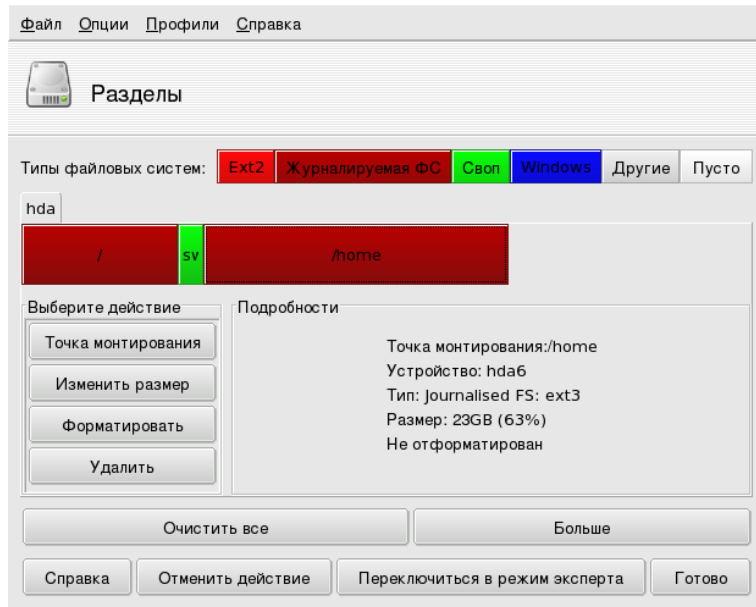 Файл Опции Профили Справка
Разделы
Типы файловых систем: Ext2 Журналируемая ФС Своп Windows Другие Пусто
hda
/ sv /home
Выберите действие
Точка монтирования
Изменить размер
Форматировать
Удалить
Подробности
Точка монтирования:/home
Устройство: hda6
Тип: Journalised FS: ext3
Размер: 23GB (63%)
Не отформатирован
Очистить все Больше
Справка Отменить действие Переключиться в режим эксперта Готово